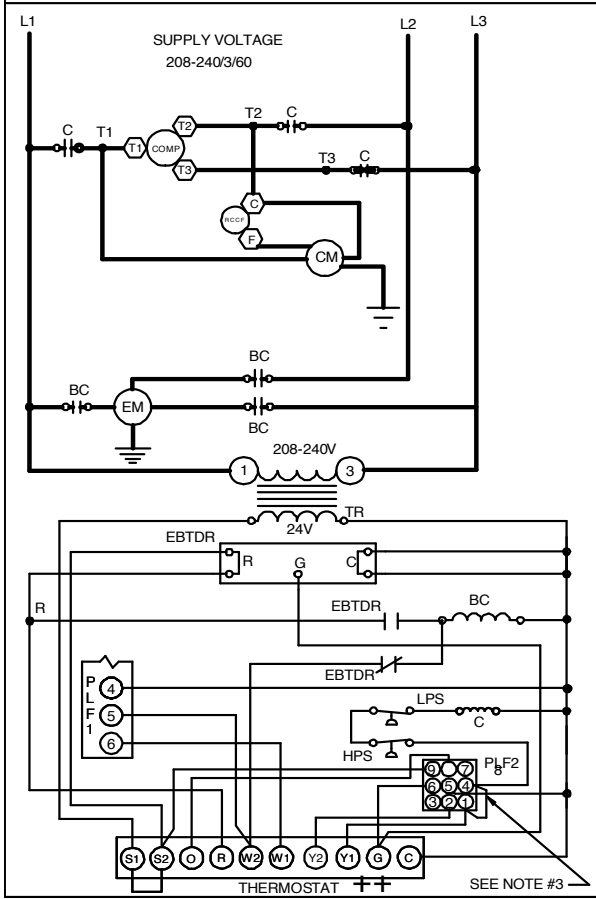 L1
L2
L3
SUPPLY VOLTAGE
208-240/3/60
C
T1
T1
COMP
T2
T3
T2
C
T3
C
C
RCCF
F
CM
BC
BC
EM
BC
208-240V
1
3
TR
24V
EBTDR
R
G
C
R
EBTDR
BC
EBTDR
PLF1
4
5
6
LPS
C
HPS
PLF2
9 8 7
6 5 4
3 2 1
S1 S2 O R W2 W1 Y2 Y1 G C
THERMOSTAT ++
SEE NOTE #3